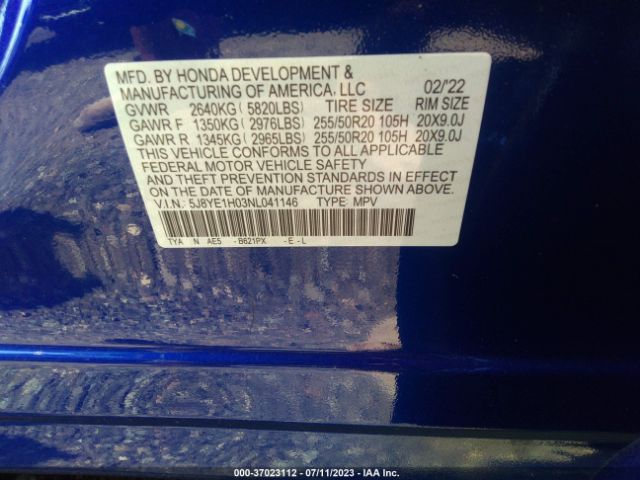 MFD. BY HONDA DEVELOPMENT &
MANUFACTURING OF AMERICA, LLC 02/'22
GVWR 2640KG ( 5820LBS) TIRE SIZE RIM SIZE
GAWR F 1350KG ( 2976LBS) 255/50R20 105H 20X9.0J
GAWR R 1345KG ( 2965LBS) 255/50R20 105H 20X9.0J
THIS VEHICLE CONFORMS TO ALL APPLICABLE
FEDERAL MOTOR VEHICLE SAFETY
AND THEFT PREVENTION STANDARDS IN EFFECT
ON THE DATE OF MANUFACTURE SHOWN ABOVE.
V.I.N.: 5J8YE1H03NL041146 TYPE: MPV
TYA N AE5 -B621PX -E-L
000-37023112 - 07/11/2023 - IAA Inc.